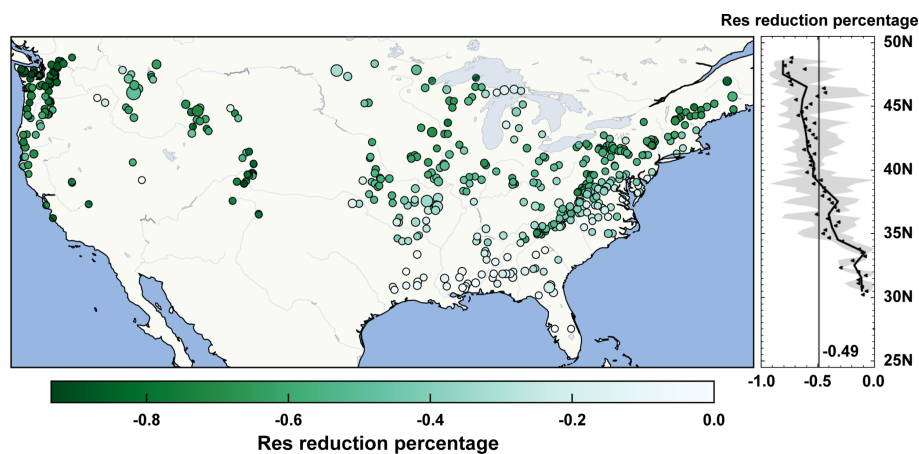 Res reduction percentage
50N
45N
40N
35N
30N
25N
-0.49
-1.0 -0.5 0.0
-0.8 -0.6 -0.4 -0.2 0.0
Res reduction percentage